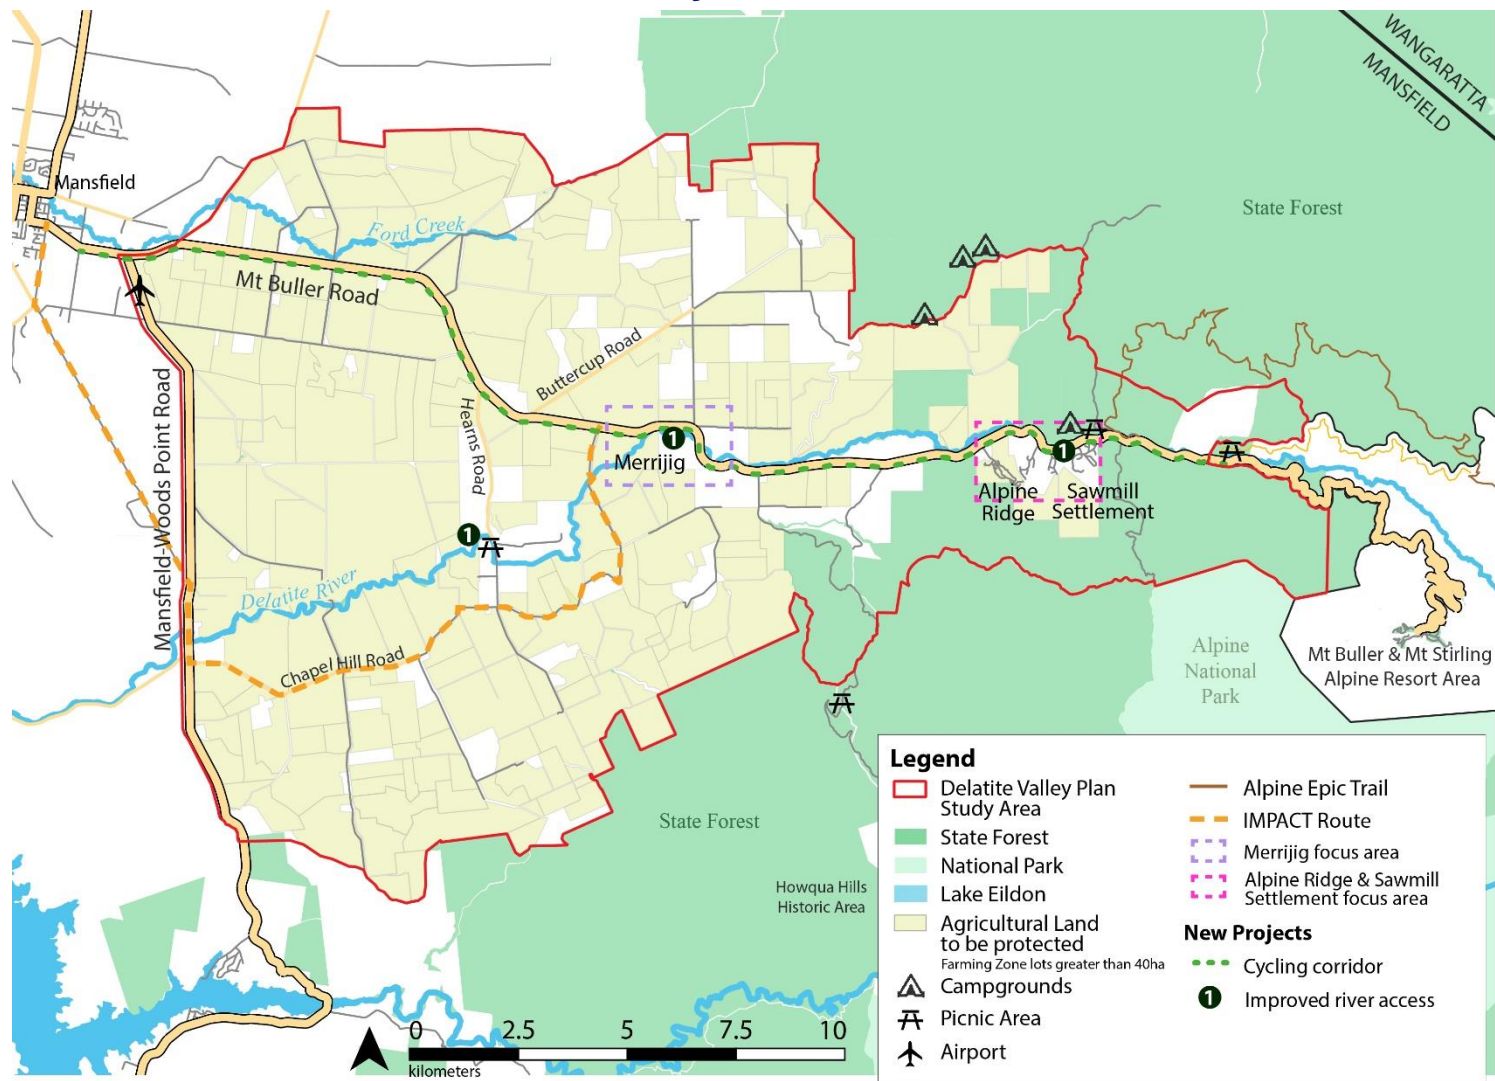 WANGARATTA
MANSFIELD
Mansfield
State Forest
Ford Creek
Mt Buller Road
Buttercup Road
Hearns Road
Mansfield-Woods Point Road
1
Merrijig
1
Alpine
Ridge
Sawmill
Settlement
1
Delatite River
Chapel Hill Road
Alpine
National
Park
Mt Buller & Mt Stirling
Alpine Resort Area
State Forest
Howqua Hills
Historic Area
Legend
Delatite Valley Plan
Study Area
State Forest
National Park
Lake Eildon
Agricultural Land
to be protected
Farming Zone lots greater than 40ha
Campgrounds
Picnic Area
Airport
Alpine Epic Trail
IMPACT Route
Merrijig focus area
Alpine Ridge & Sawmill
Settlement focus area
New Projects
Cycling corridor
1 Improved river access
0 2.5 5 7.5 10
kilometers